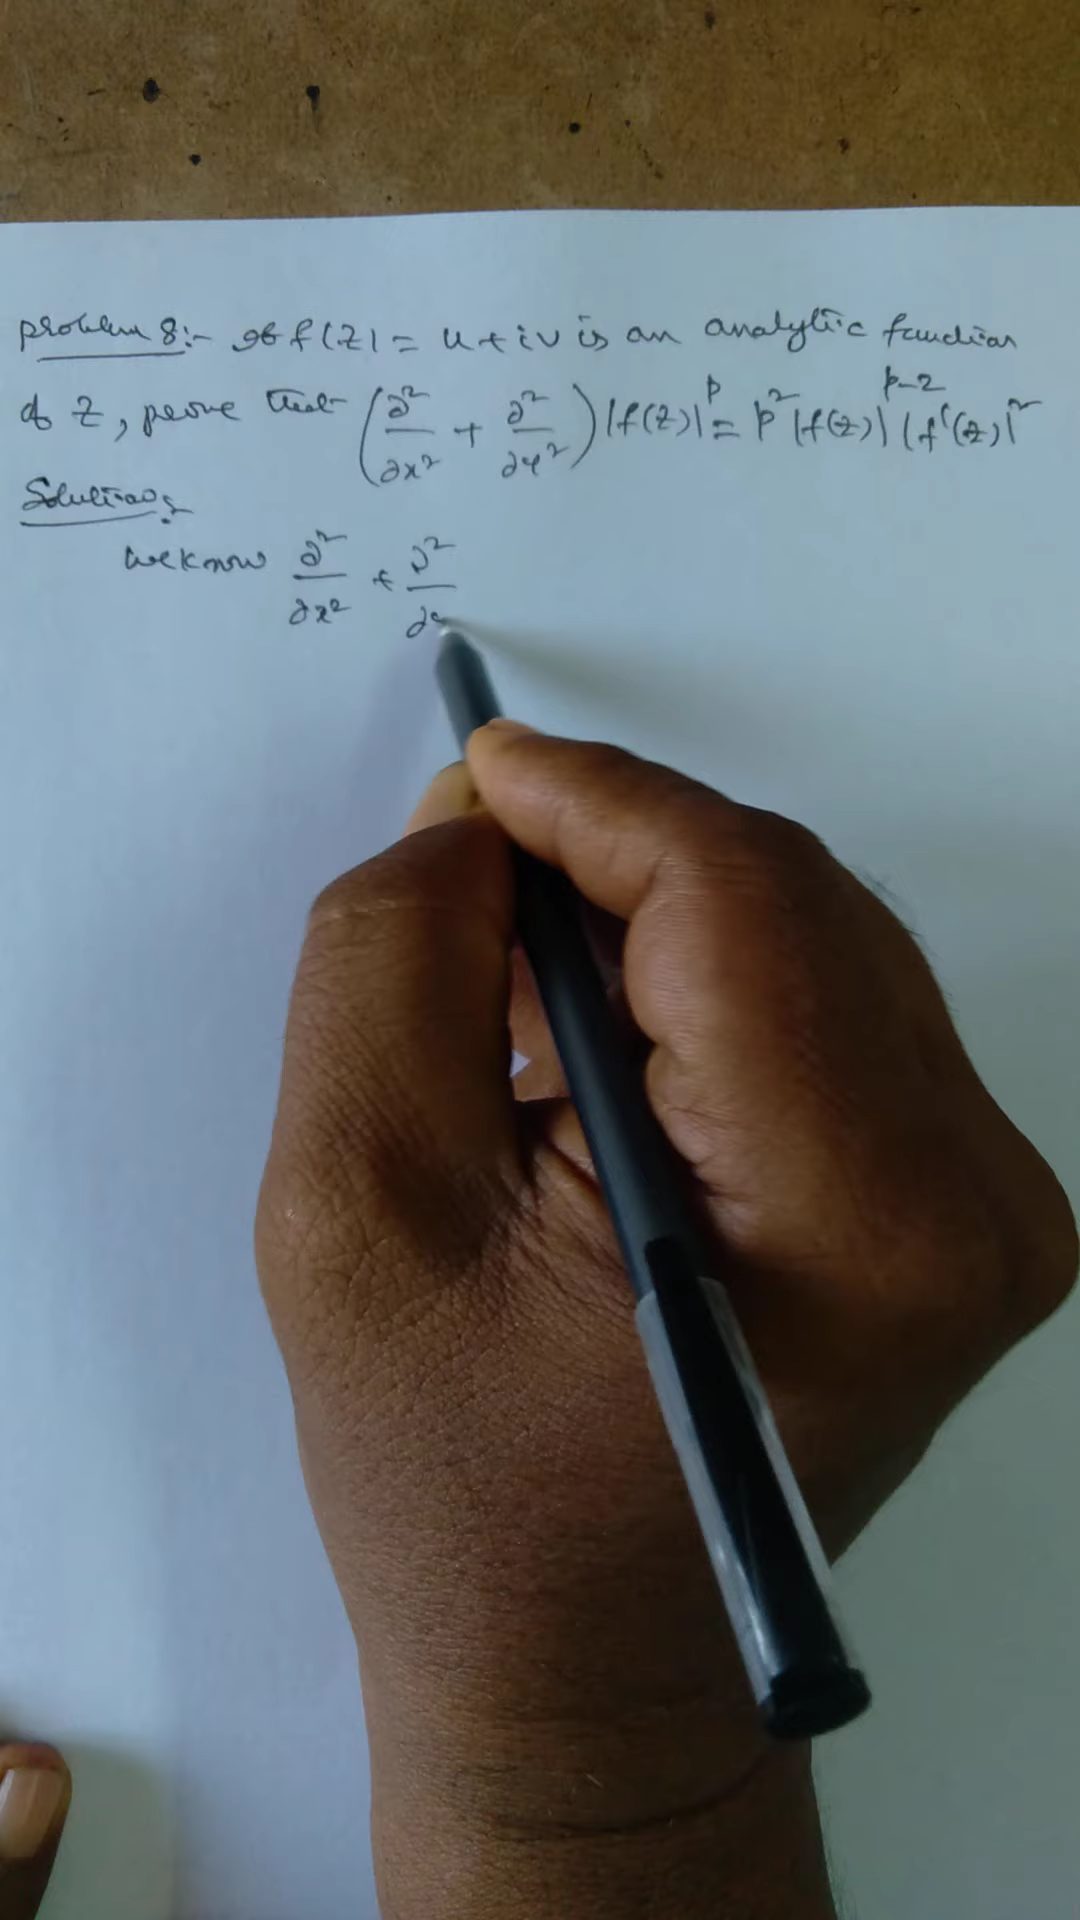 Problem 8:- If f(z) = u+iv is an analytic function
of z, prove that (∂²/∂x² + ∂²/∂y²) |f(z)|^p = p² |f(z)|^(p-2) |f'(z)|²
Solution:
We know ∂²/∂x² + ∂²/∂